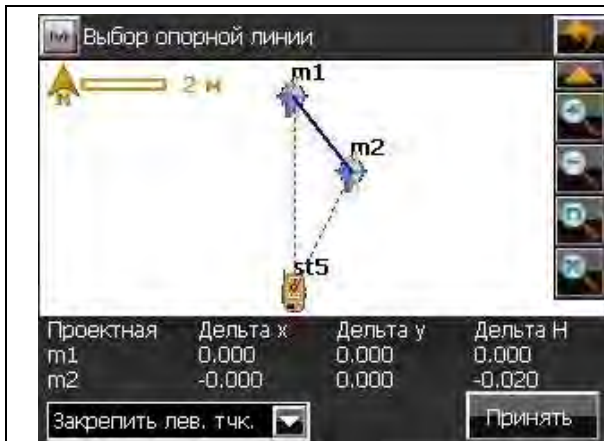 Выбор опорной линии
N
2 м
m1
m2
st5
Проектная Дельта x Дельта y Дельта H
m1 0.000 0.000 0.000
m2 -0.000 0.000 -0.020
Закрепить лев. тчк.
Принять